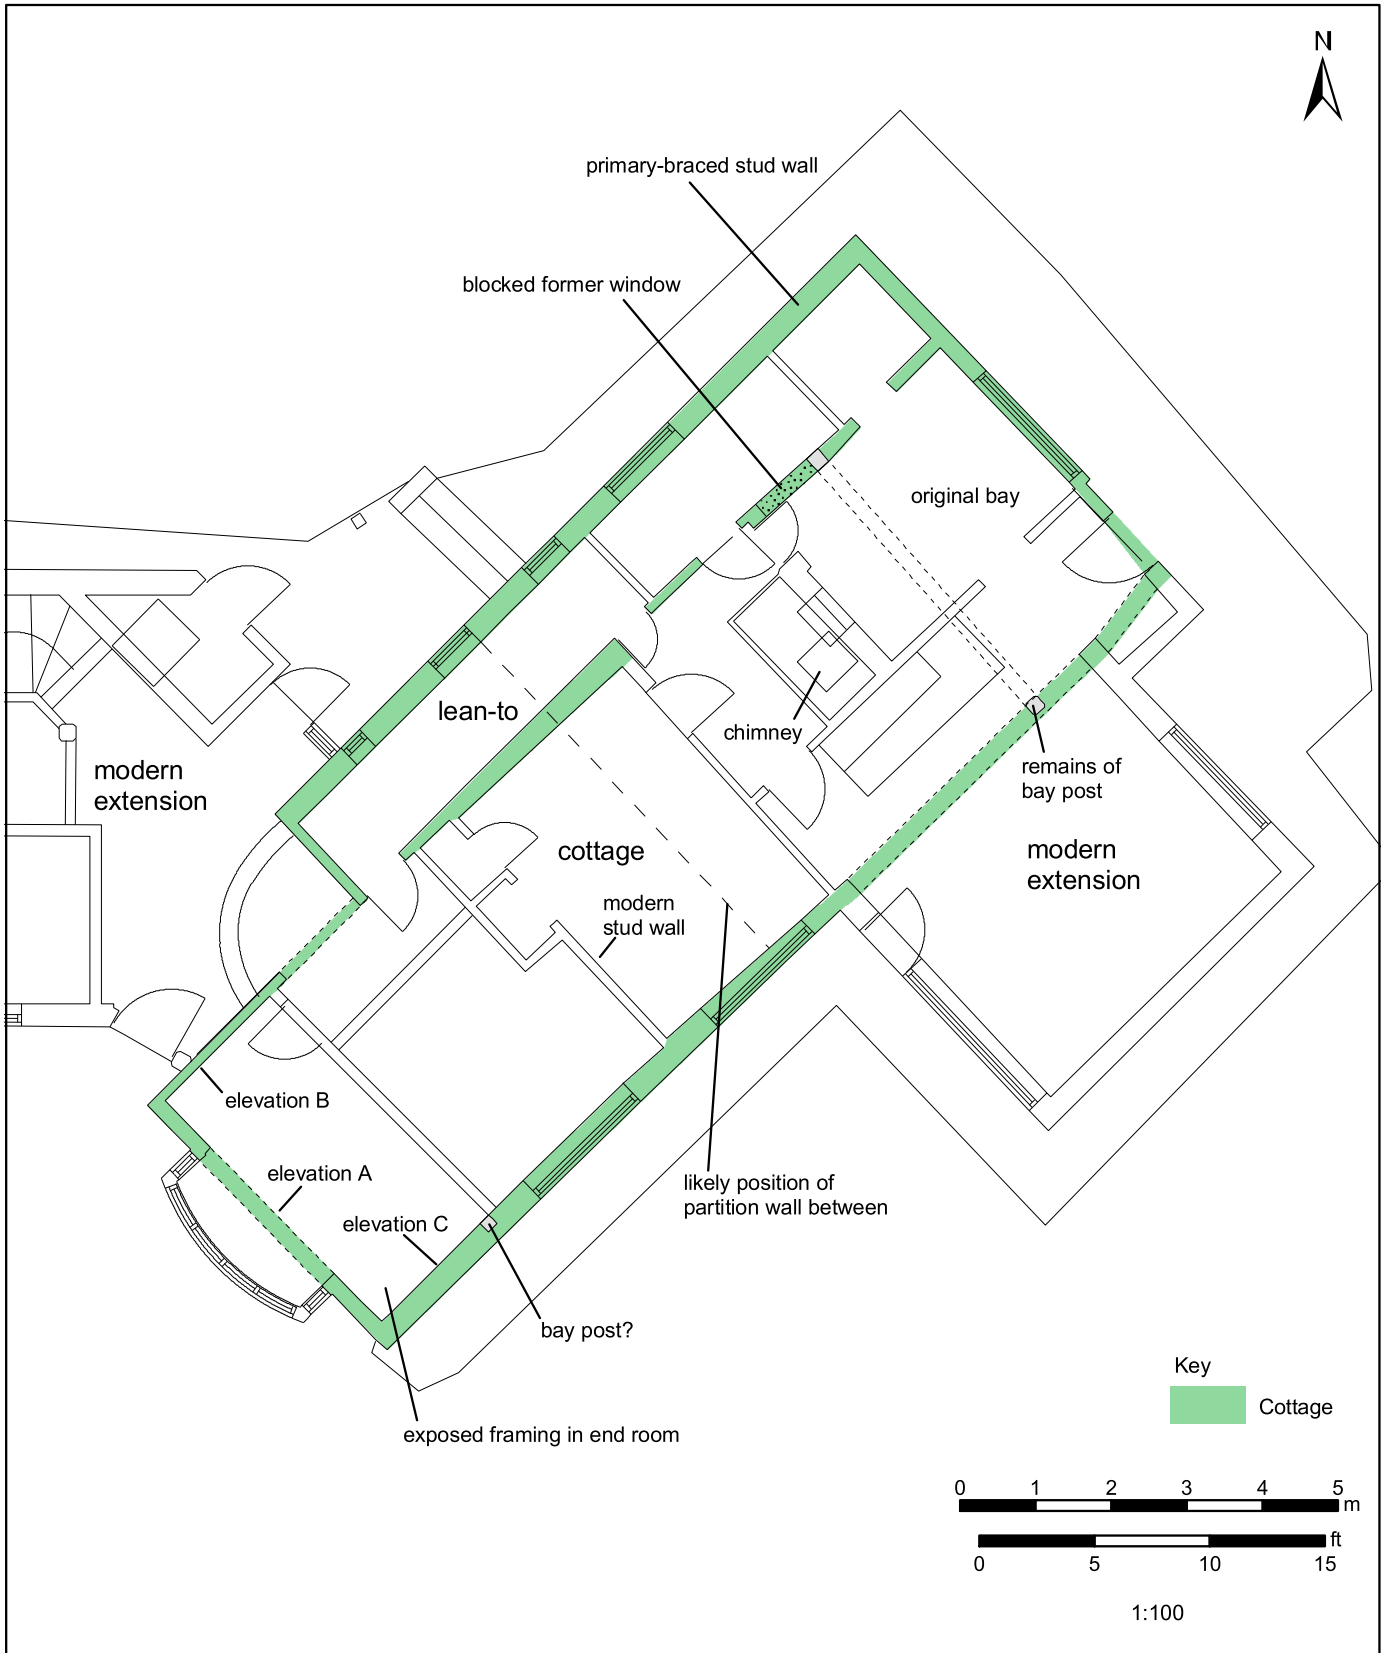 N
primary-braced stud wall
blocked former window
original bay
lean-to
chimney
modern
extension
remains of
bay post
cottage
modern
extension
modern
stud wall
elevation B
elevation A
likely position of
partition wall between
elevation C
bay post?
Key
Cottage
exposed framing in end room
0 1 2 3 4 5
m
ft
0 5 10 15
1:100